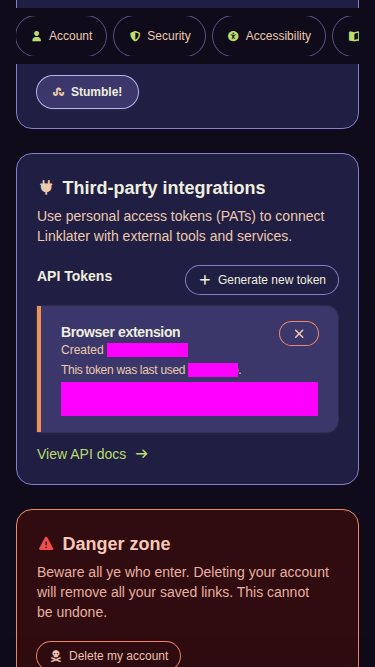 Account
Security
Accessibility
Stumble!
Third-party integrations
Use personal access tokens (PATs) to connect
Linklater with external tools and services.
API Tokens
Generate new token
Browser extension
Created
This token was last used .
View API docs
Danger zone
Beware all ye who enter. Deleting your account
will remove all your saved links. This cannot
be undone.
Delete my account